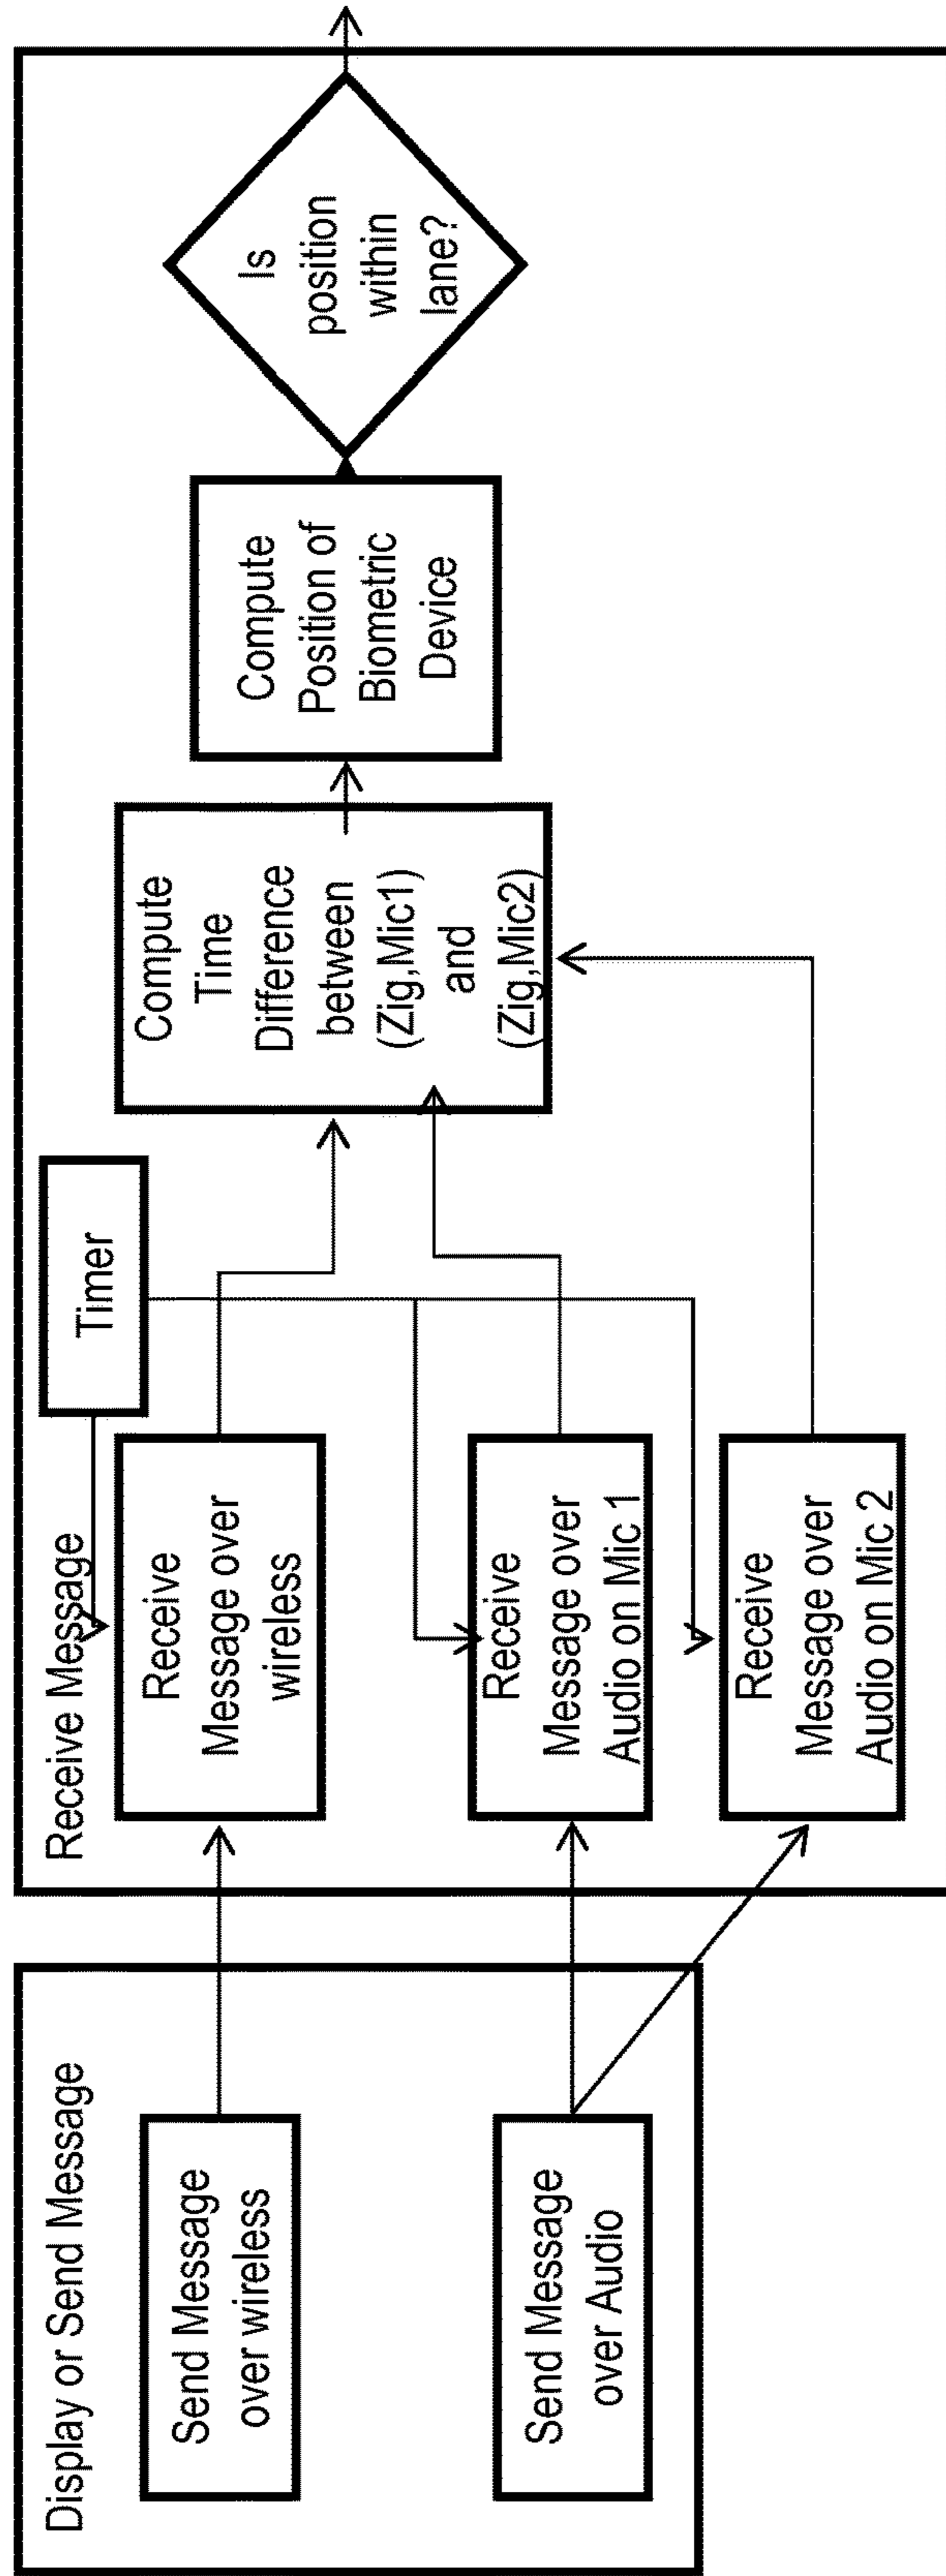 Display or Send Message
Send Message
over wireless
Send Message
over Audio
Receive Message
Receive
Message over
wireless
Receive
Message over
Audio on Mic 1
Receive
Message over
Audio on Mic 2
Timer
Compute
Time
Difference
between
(Zig,Mic1)
and
(Zig,Mic2)
Compute
Position of
Biometric
Device
Is
position
within
lane?